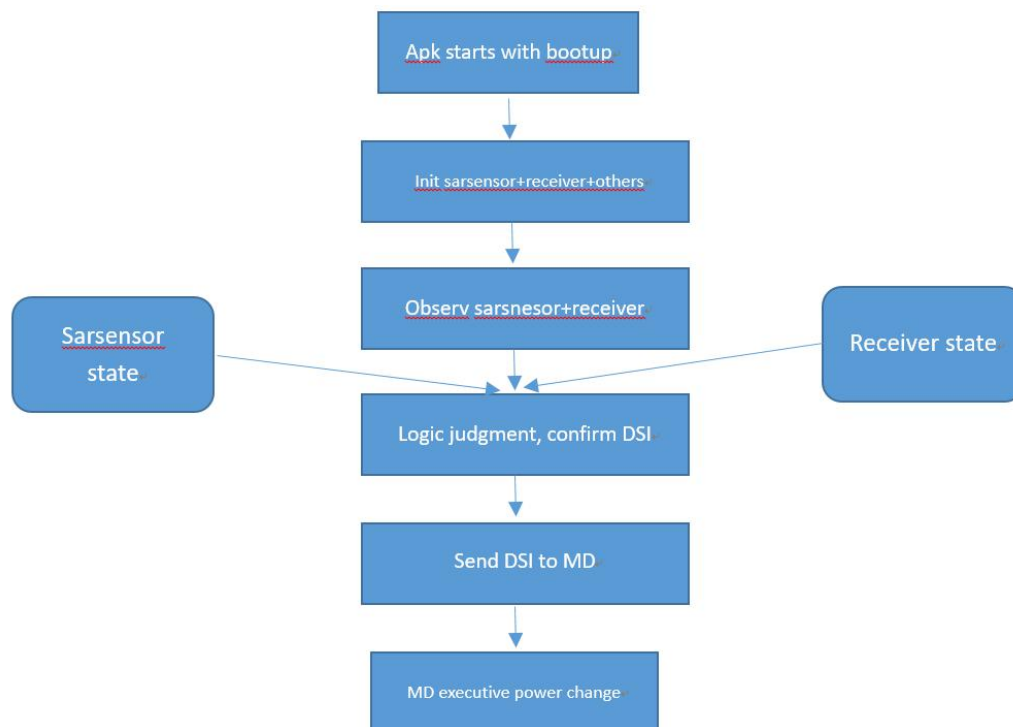 Apk starts with bootup
Init sarsensor+receiver+others
Observ sarsnesor+receiver
Sarsensor
state
Receiver state
Logic judgment, confirm DSI
Send DSI to MD
MD executive power change